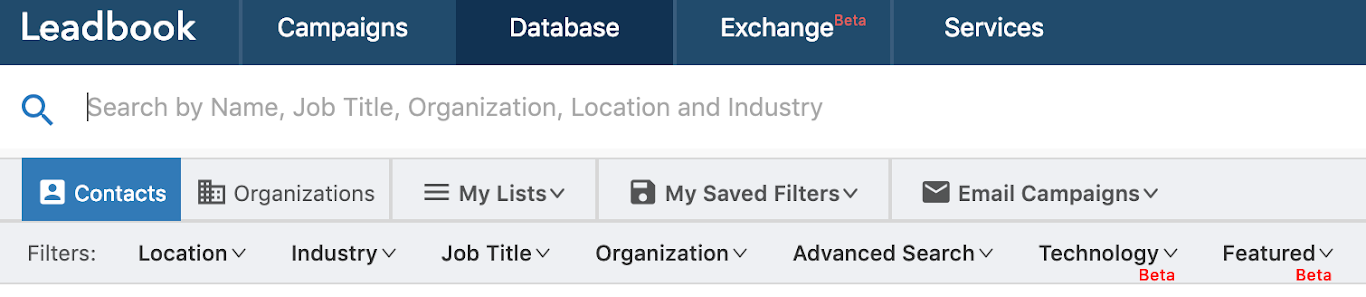 Leadbook Campaigns Database Exchange Beta Services
Search by Name, Job Title, Organization, Location and Industry
Contacts Organizations My Lists My Saved Filters Email Campaigns
Filters: Location Industry Job Title Organization Advanced Search Technology Featured
Beta Beta